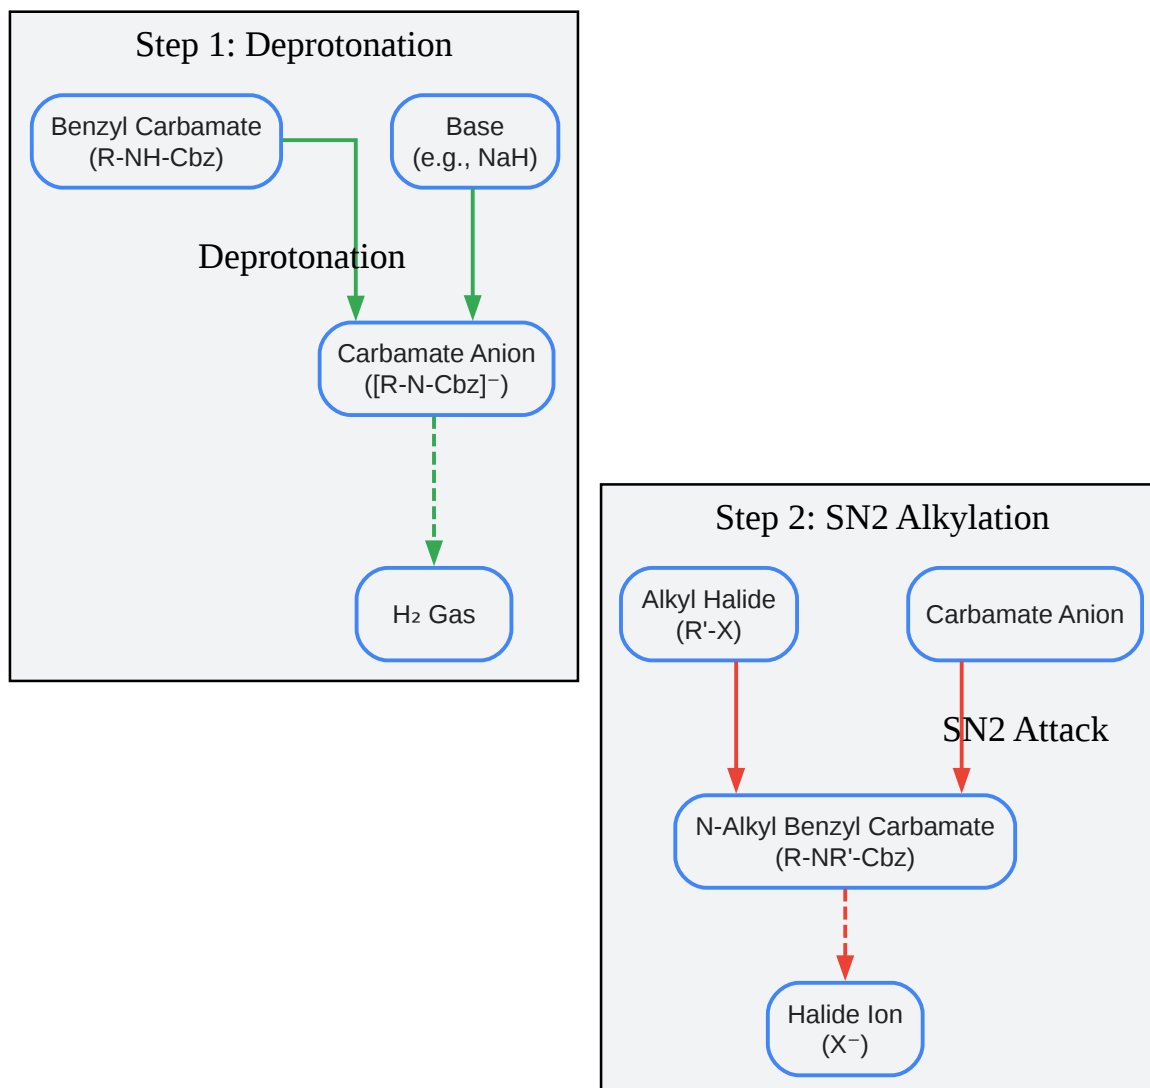 Step 1: Deprotonation
Benzyl Carbamate
(R-NH-Cbz)
Base
(e.g., NaH)
Deprotonation
Carbamate Anion
([R-N-Cbz]⁻)
H₂ Gas
Step 2: SN2 Alkylation
Alkyl Halide
(R'-X)
Carbamate Anion
SN2 Attack
N-Alkyl Benzyl Carbamate
(R-NR'-Cbz)
Halide Ion
(X⁻)